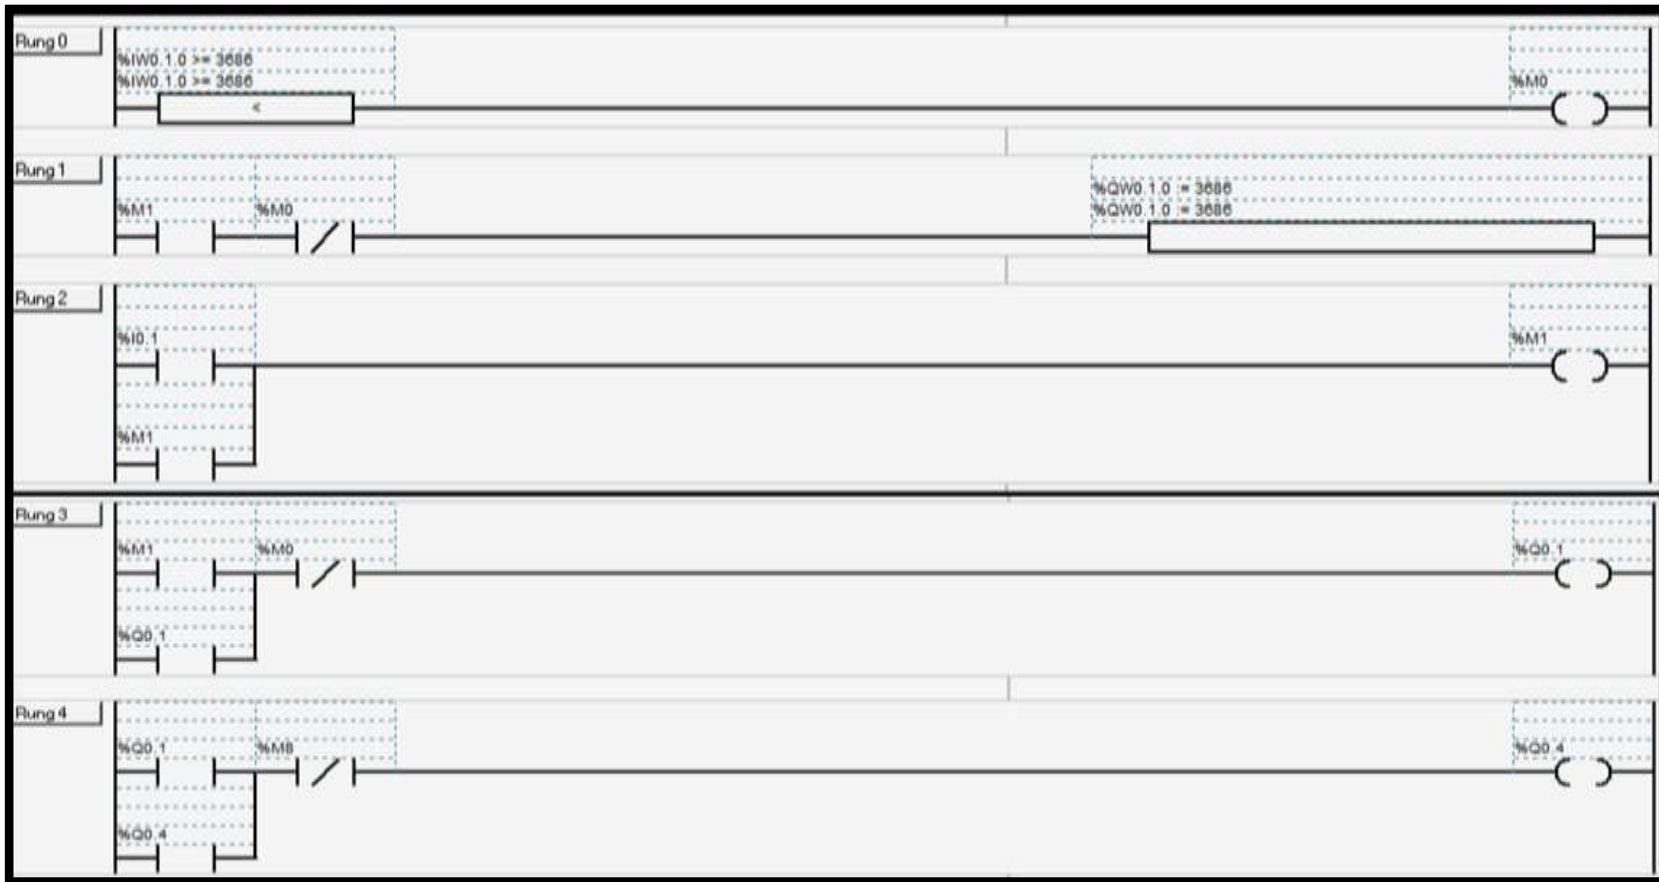 Rung 0
%IW0.1.0 >= 3686
%IW0.1.0 >= 3686
<
%M0
Rung 1
%M1
%M0
%QW0.1.0 := 3686
%QW0.1.0 := 3686
Rung 2
%I0.1
%M1
%M1
Rung 3
%M1
%M0
%Q0.1
%Q0.1
Rung 4
%Q0.1
%M8
%Q0.4
%Q0.4